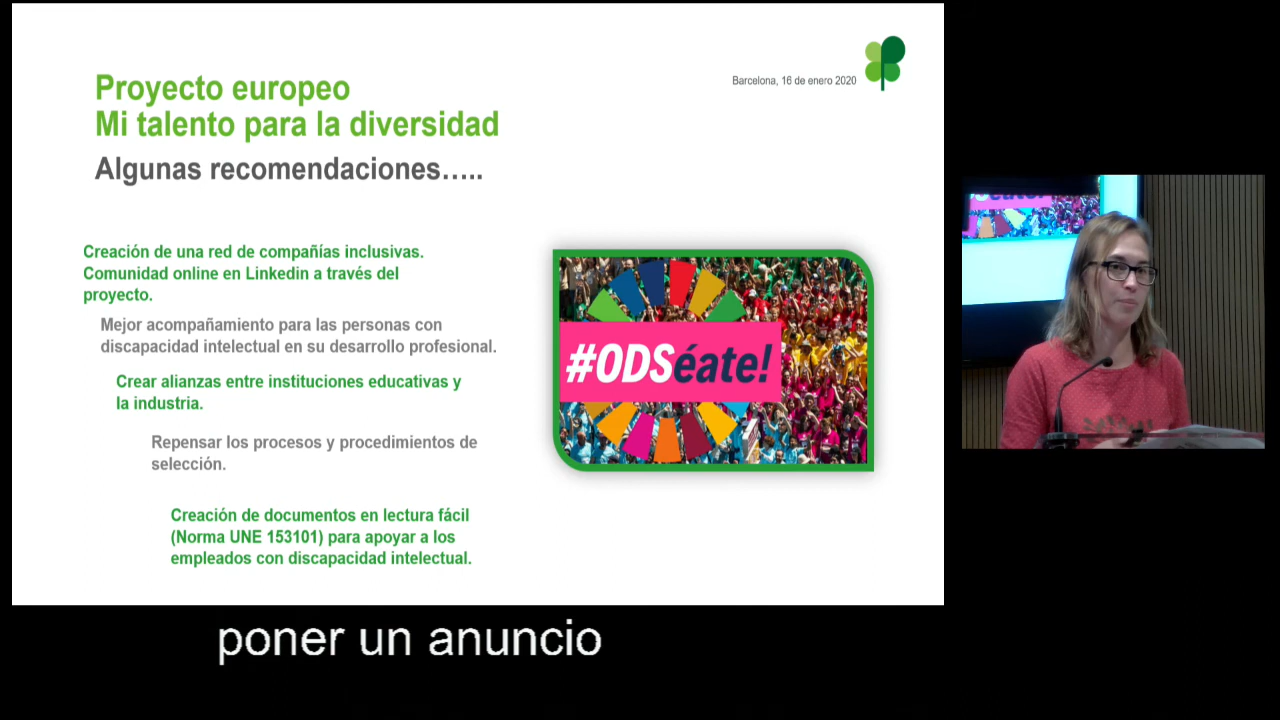 Proyecto europeo
Mi talento para la diversidad
Algunas recomendaciones…..
Barcelona, 16 de enero 2020
Creación de una red de compañías inclusivas.
Comunidad online en Linkedin a través del
proyecto.
Mejor acompañamiento para las personas con
discapacidad intelectual en su desarrollo profesional.
Crear alianzas entre instituciones educativas y
la industria.
Repensar los procesos y procedimientos de
selección.
Creación de documentos en lectura fácil
(Norma UNE 153101) para apoyar a los
empleados con discapacidad intelectual.
#ODSéate!
poner un anuncio